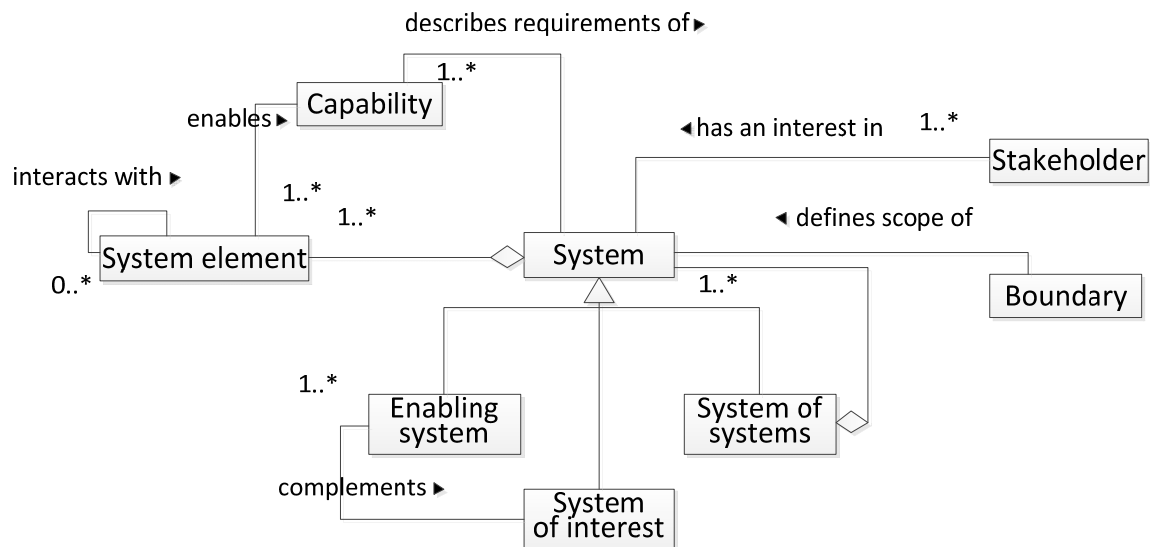 describes requirements of►
1..*
Capability
enables►
◄has an interest in
1..*
Stakeholder
interacts with ►
1..*
1..*
◄ defines scope of
System element
System
0..*
1..*
Boundary
1..*
Enabling
system
System of
systems
complements ►
System
of interest